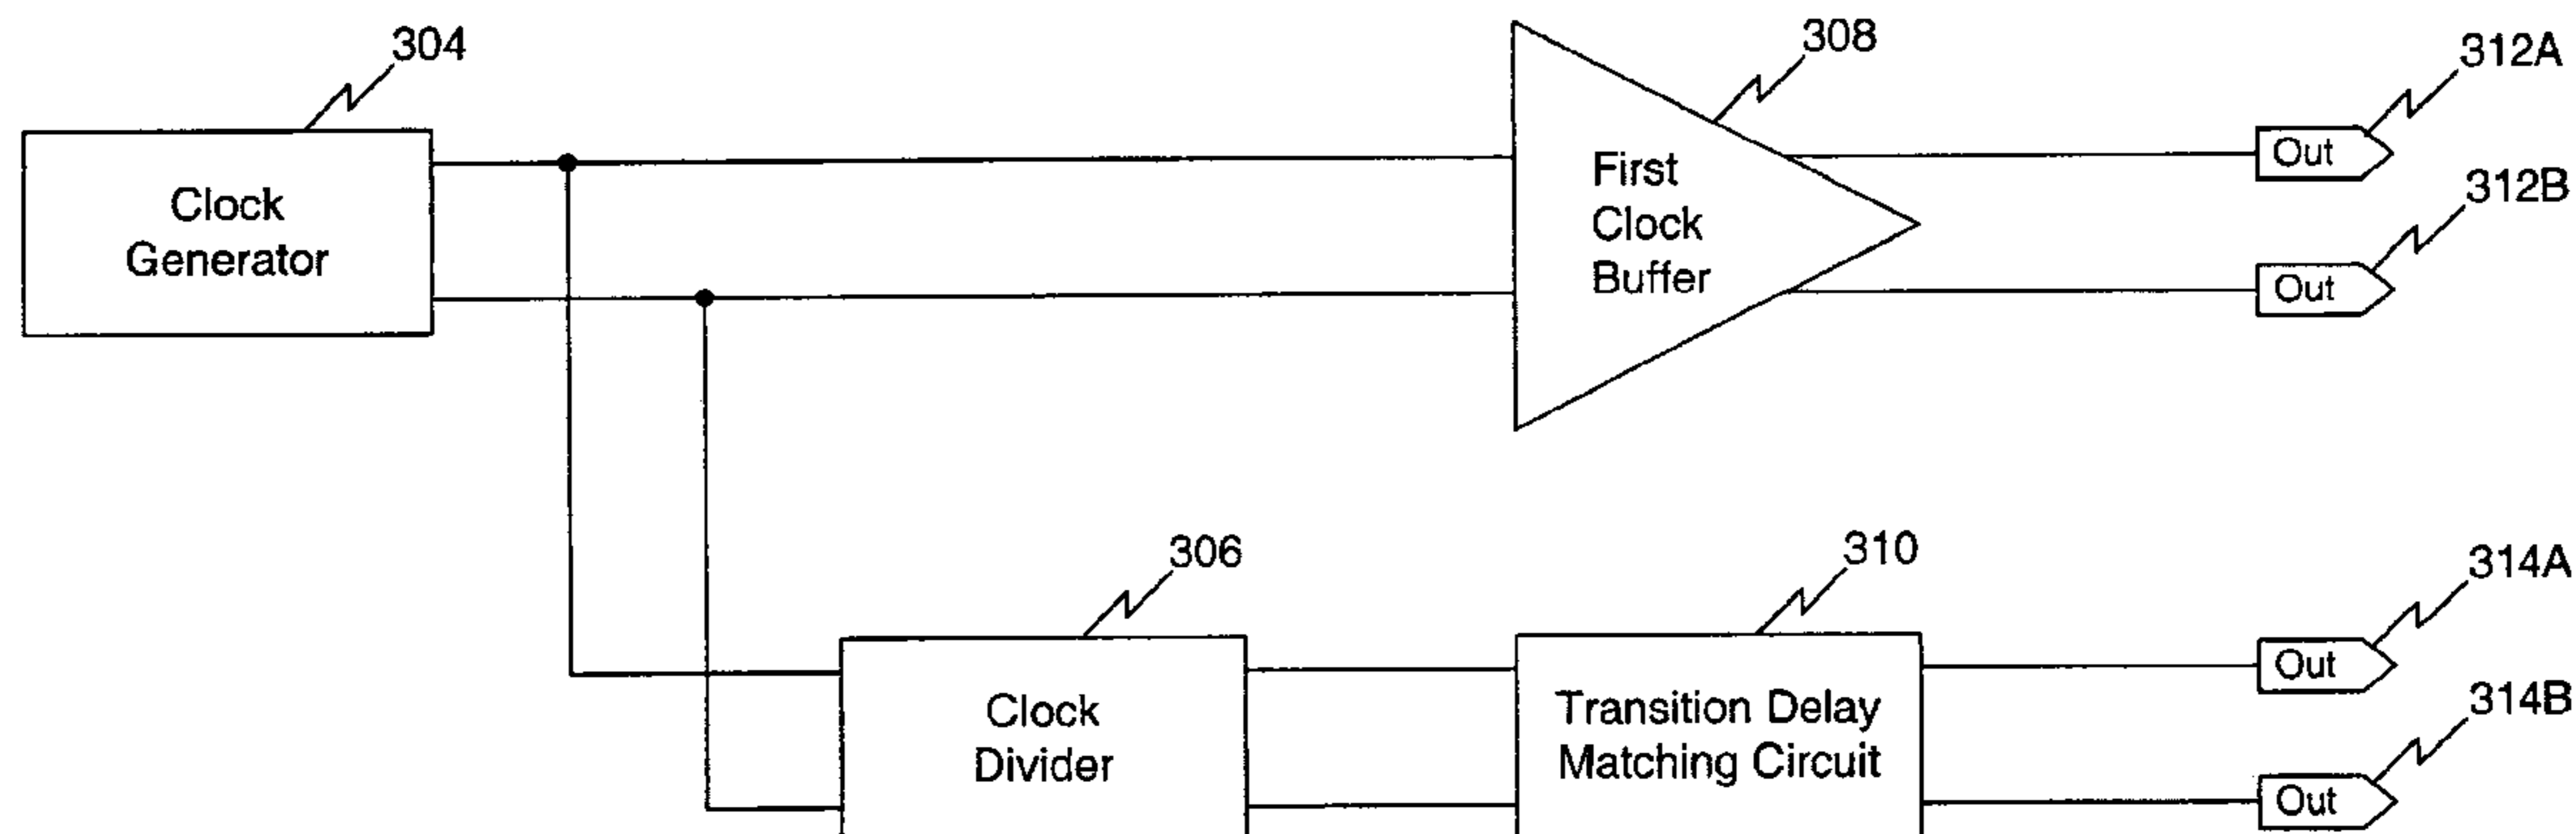 304
308
312A
Clock
Generator
First
Clock
Buffer
Out
312B
Out
306
310
314A
Clock
Divider
Transition Delay
Matching Circuit
Out
314B
Out